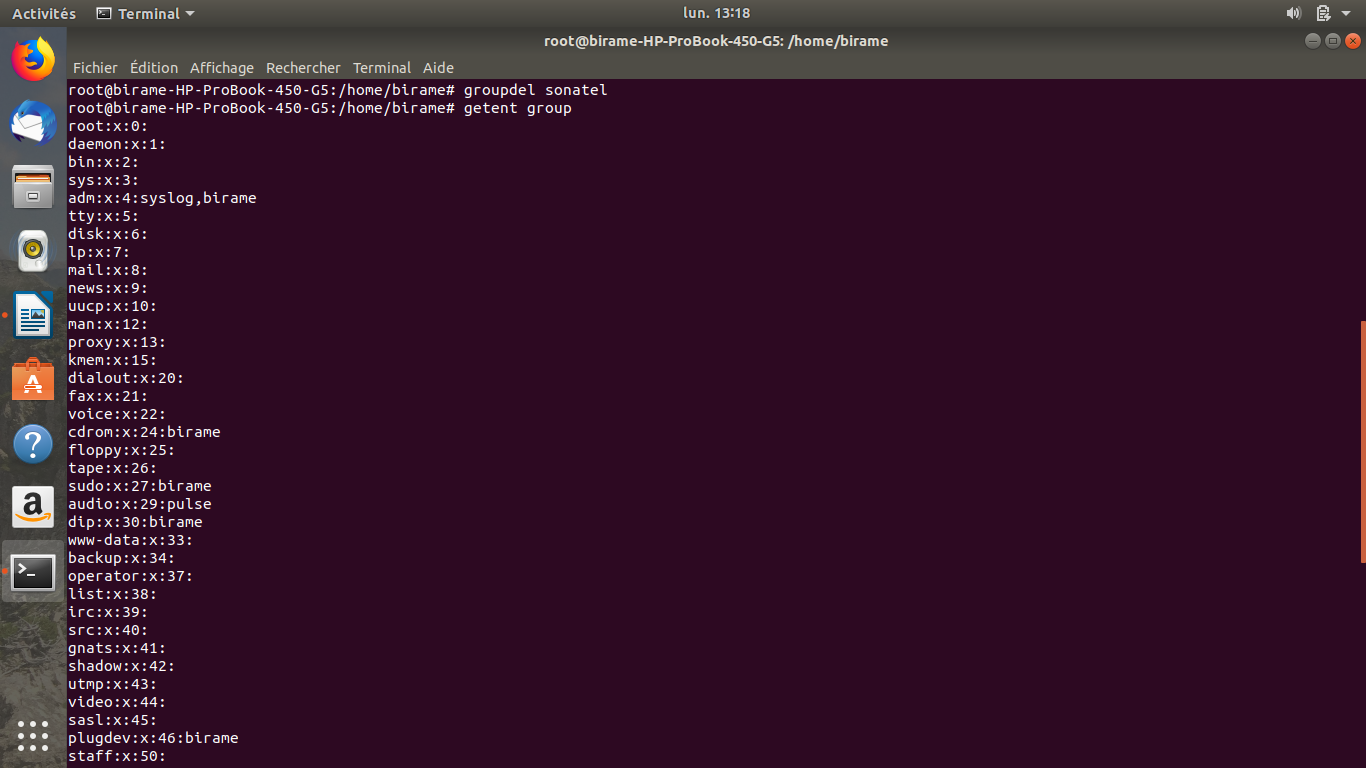 Activités Terminal lun. 13:18
root@birame-HP-ProBook-450-G5: /home/birame
Fichier Édition Affichage Rechercher Terminal Aide
root@birame-HP-ProBook-450-G5:/home/birame# groupdel sonatel
root@birame-HP-ProBook-450-G5:/home/birame# getent group
root:x:0:
daemon:x:1:
bin:x:2:
sys:x:3:
adm:x:4:syslog,birame
tty:x:5:
disk:x:6:
lp:x:7:
mail:x:8:
news:x:9:
uucp:x:10:
man:x:12:
proxy:x:13:
kmem:x:15:
dialout:x:20:
fax:x:21:
voice:x:22:
cdrom:x:24:birame
floppy:x:25:
tape:x:26:
sudo:x:27:birame
audio:x:29:pulse
dip:x:30:birame
www-data:x:33:
backup:x:34:
operator:x:37:
list:x:38:
irc:x:39:
src:x:40:
gnats:x:41:
shadow:x:42:
utmp:x:43:
video:x:44:
sasl:x:45:
plugdev:x:46:birame
staff:x:50: